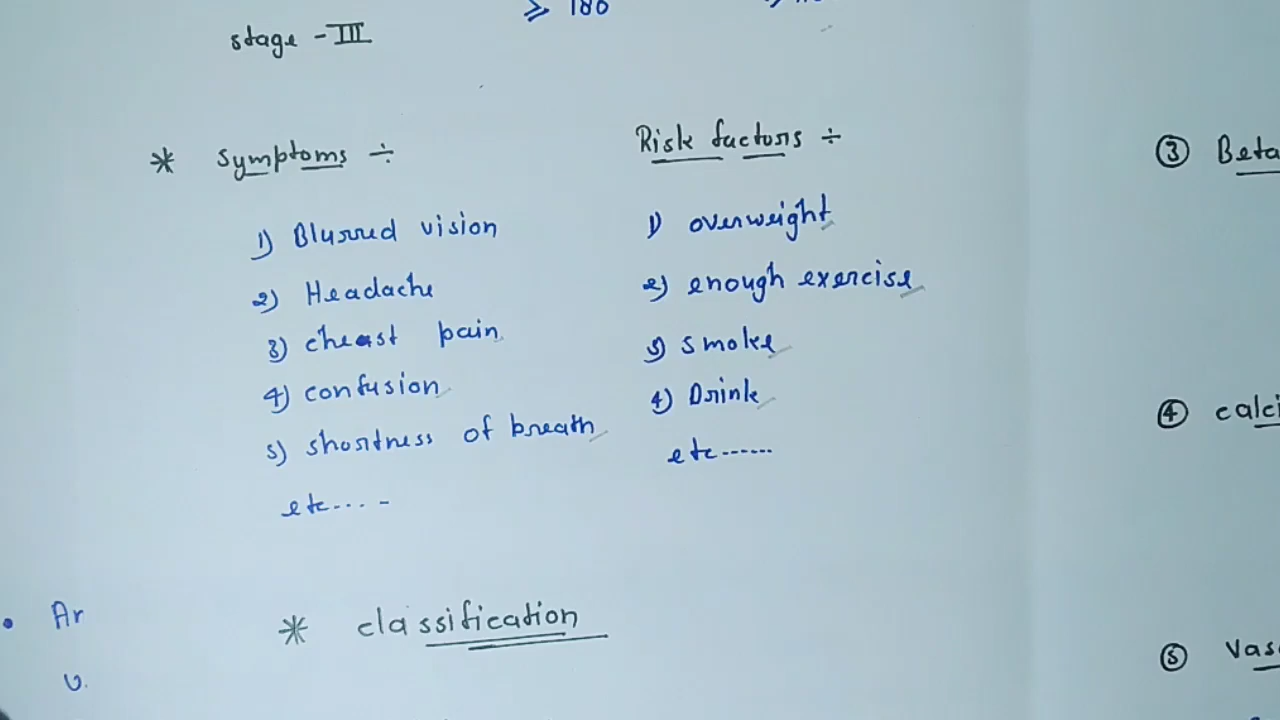 ≥ 180
stage - III
* Symptoms ÷
1) Blurred vision
2) Headache
3) cheast pain
4) confusion
5) shortness of breath
etc.... -
Risk factors ÷
1) overweight
2) enough exercise
3) smoke
4) Drink
etc......
* classification
• Ar
U.
③ Beta
④ calci
⑤ Vas